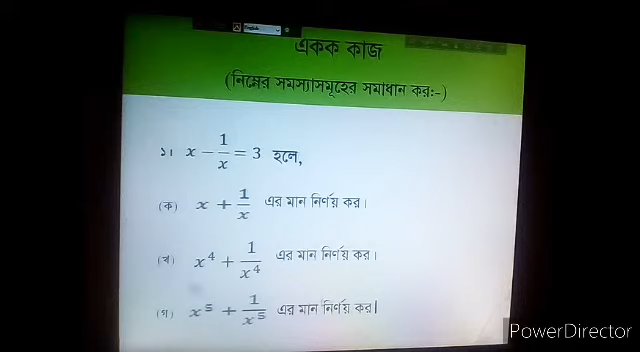 একক কাজ
(নিম্নের সমস্যাসমূহের সমাধান কর:-)
১। x - 1/x = 3 হলে,
(ক) x + 1/x এর মান নির্ণয় কর।
(খ) x⁴ + 1/x⁴ এর মান নির্ণয় কর।
(গ) x⁵ + 1/x⁵ এর মান নির্ণয় কর।
PowerDirector